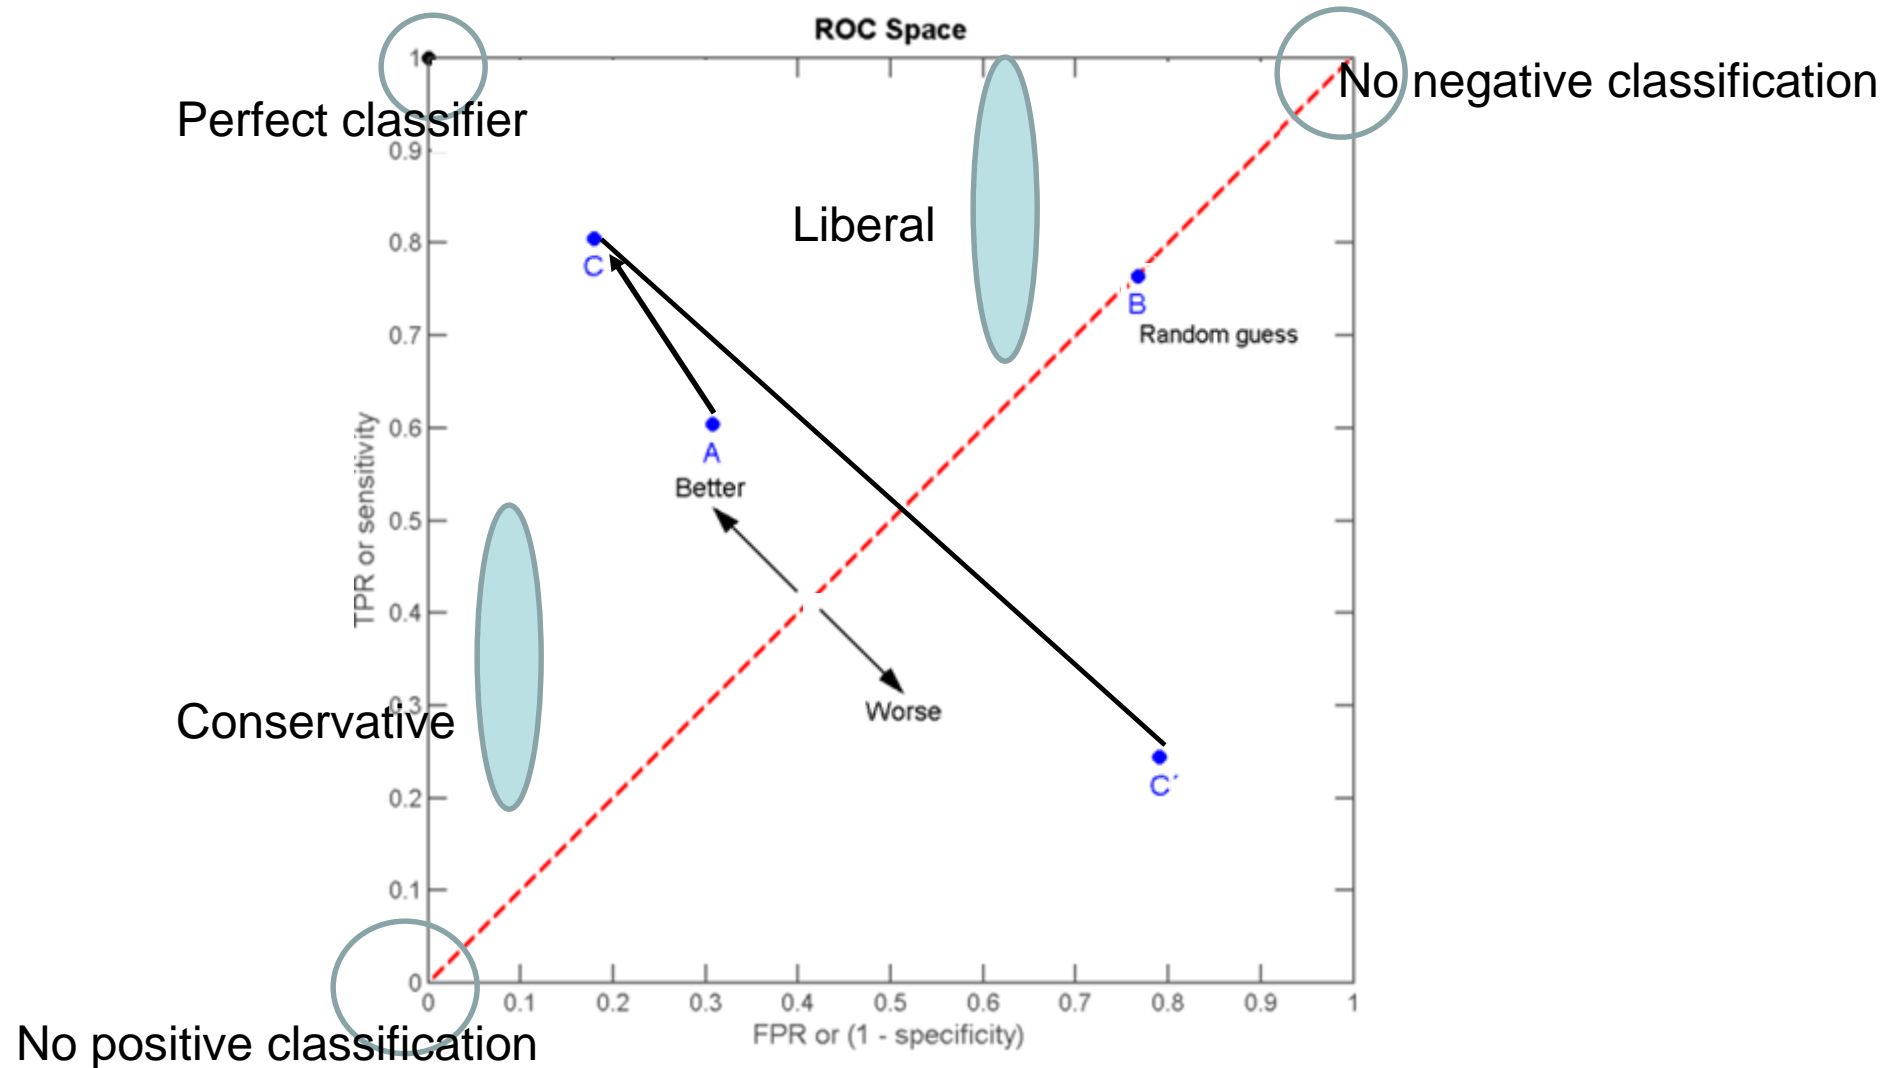 ROC Space
No negative classification
Perfect classifier
1
0.9
Liberal
0.8
C
B
Random guess
0.7
TPR or sensitivity
0.6
A
Better
0.5
0.4
Conservative
0.3
Worse
C´
0.2
0.1
0
0 0.1 0.2 0.3 0.4 0.5 0.6 0.7 0.8 0.9 1
FPR or (1 - specificity)
No positive classification